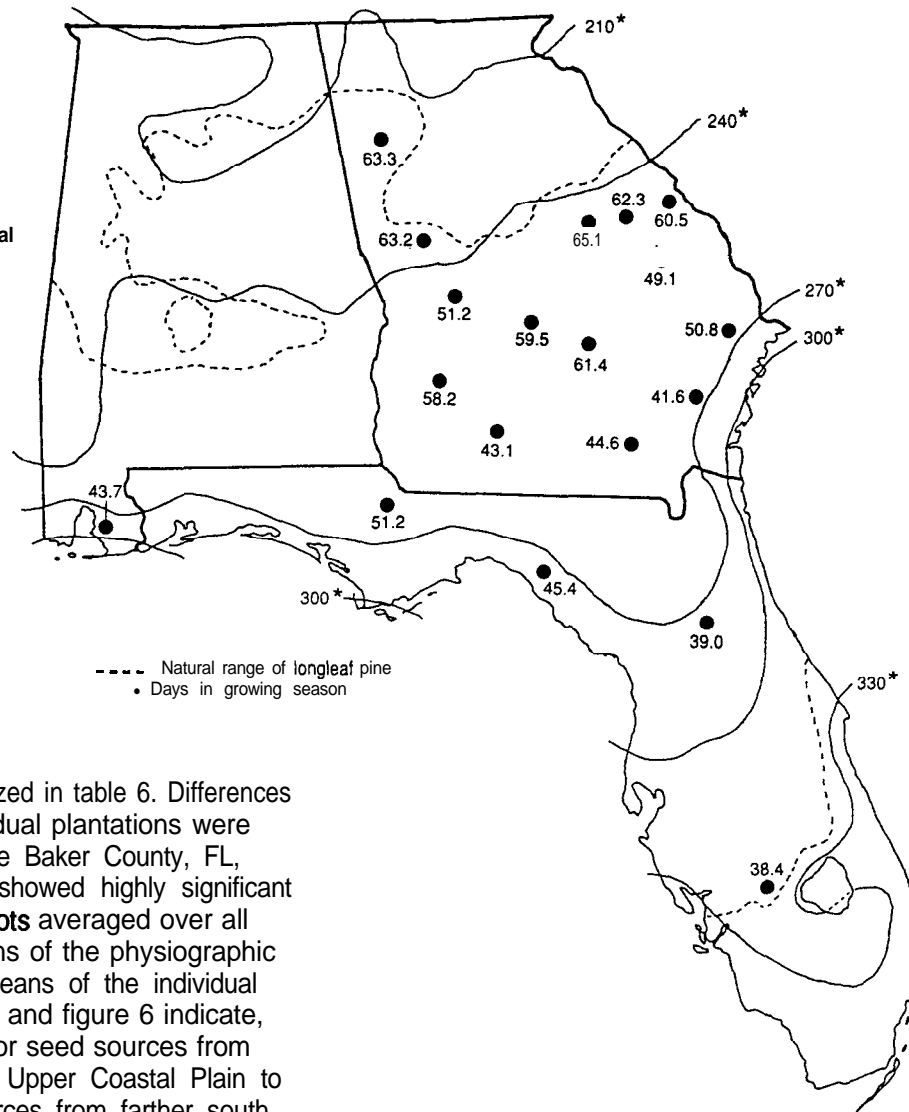 210*
240*
63.3
62.3
60.5
65.1
al
63.2
49.1
270*
51.2
59.5
50.8
300*
61.4
58.2
41.6
43.1
44.6
43.7
51.2
45.4
300*
39.0
---- Natural range of longleaf pine
• Days in growing season
330*
38.4
zed in table 6. Differences
dual plantations were
e Baker County, FL,
showed highly significant
ots averaged over all
ns of the physiographic
eans of the individual
and figure 6 indicate,
or seed sources from
Upper Coastal Plain to
rces from farther south